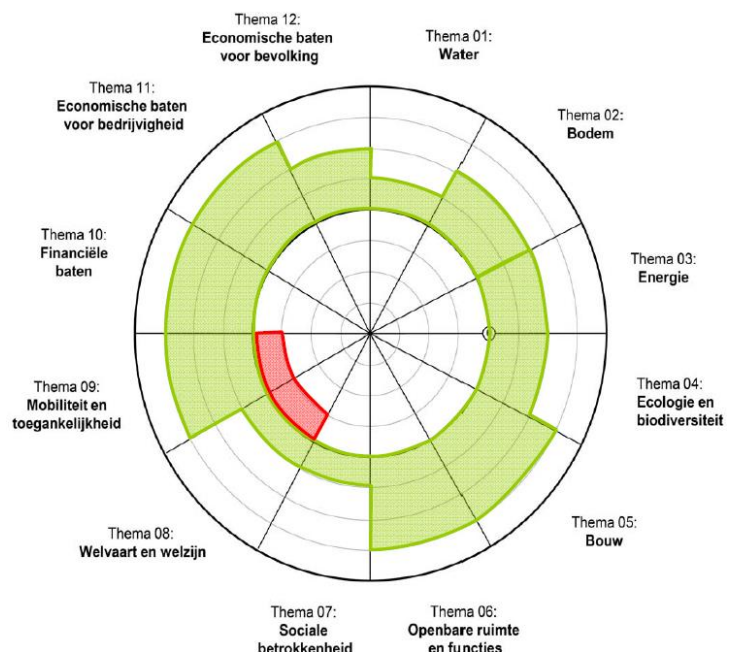 Thema 12:
Economische baten
voor bevolking
Thema 01:
Water
Thema 02:
Bodem
Thema 03:
Energie
Thema 04:
Ecologie en
biodiversiteit
Thema 05:
Bouw
Thema 06:
Openbare ruimte
en functies
Thema 07:
Sociale
betrokkenheid
Thema 08:
Welvaart en welzijn
Thema 09:
Mobiliteit en
toegankelijkheid
Thema 10:
Financiële
baten
Thema 11:
Economische baten
voor bedrijvigheid